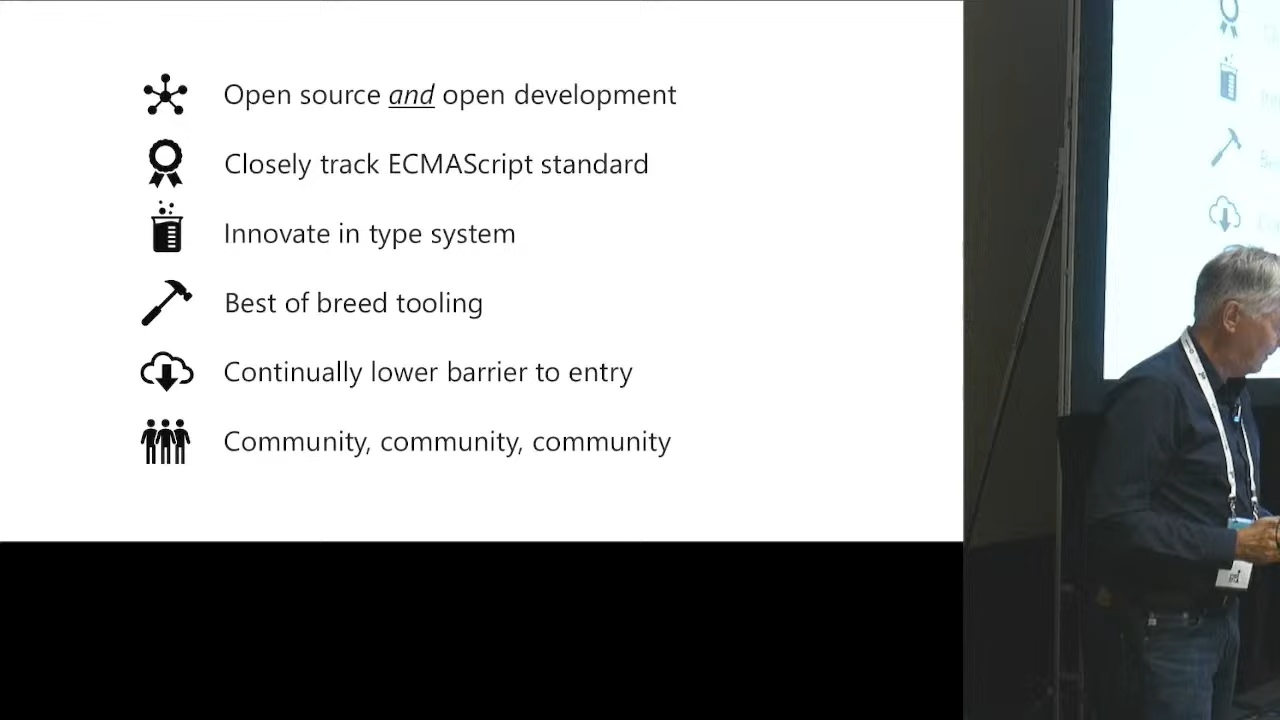 Open source and open development
Closely track ECMAScript standard
Innovate in type system
Best of breed tooling
Continually lower barrier to entry
Community, community, community